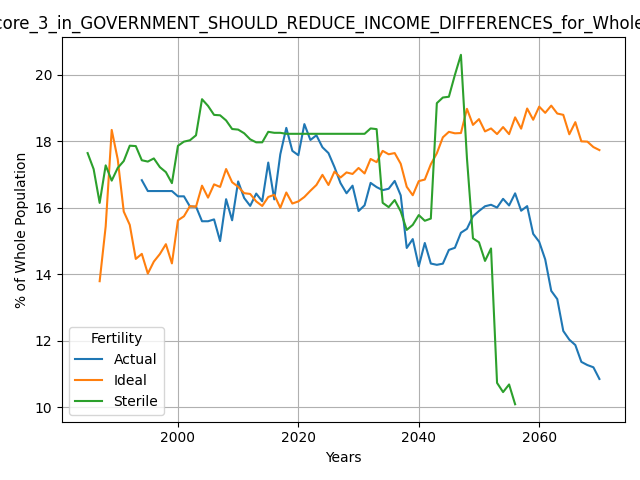 core_3_in_GOVERNMENT_SHOULD_REDUCE_INCOME_DIFFERENCES_for_Whole
20
18
16
14
12
10
% of Whole Population
Fertility
Actual
Ideal
Sterile
2000 2020 2040 2060
Years